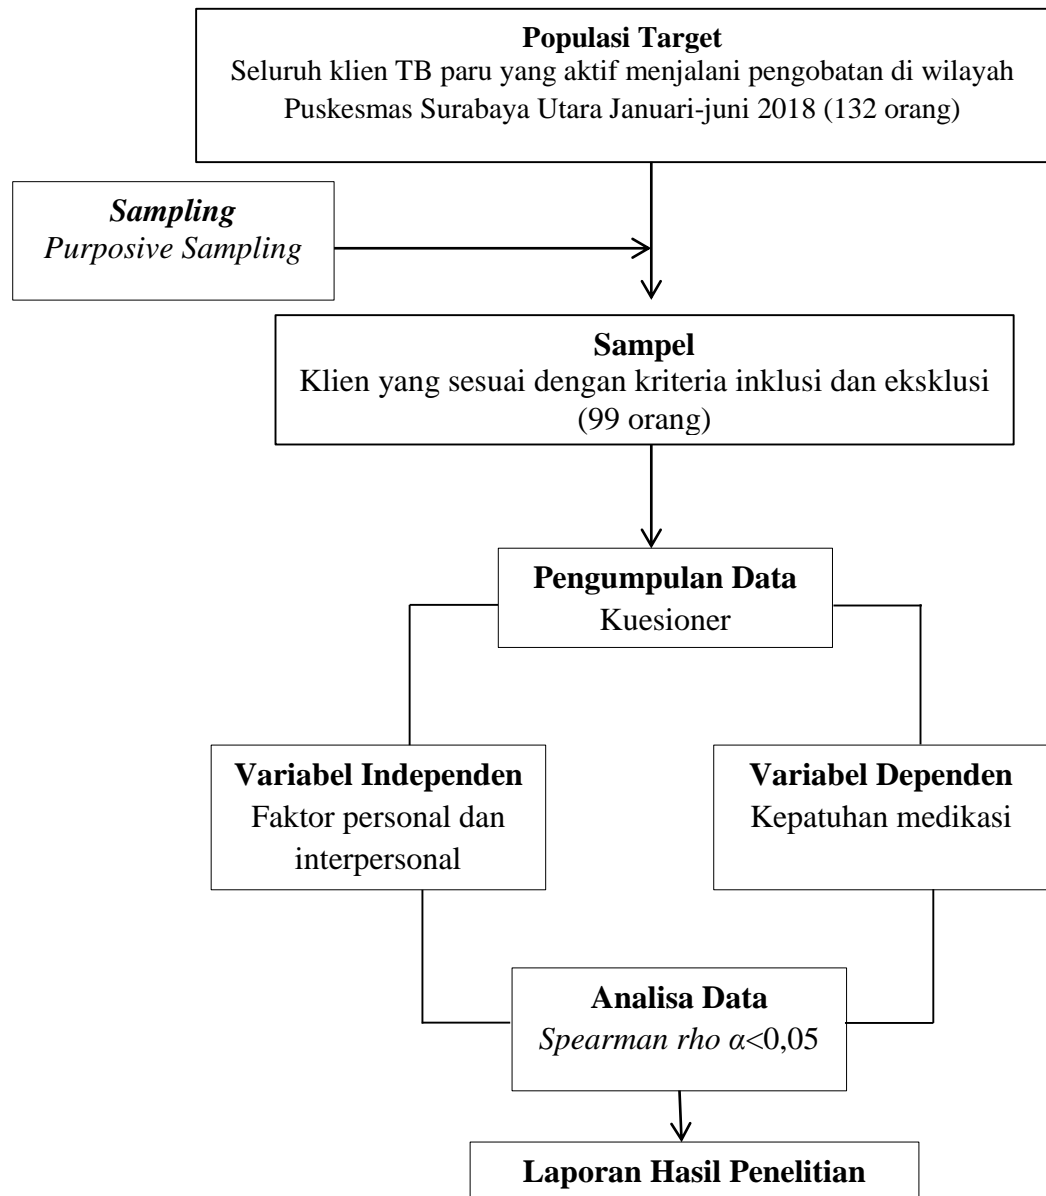 Populasi Target
Seluruh klien TB paru yang aktif menjalani pengobatan di wilayah
Puskesmas Surabaya Utara Januari-juni 2018 (132 orang)
Sampling
Purposive Sampling
Sampel
Klien yang sesuai dengan kriteria inklusi dan eksklusi
(99 orang)
Pengumpulan Data
Kuesioner
Variabel Independen
Faktor personal dan
interpersonal
Variabel Dependen
Kepatuhan medikasi
Analisa Data
Spearman rho α<0,05
Laporan Hasil Penelitian